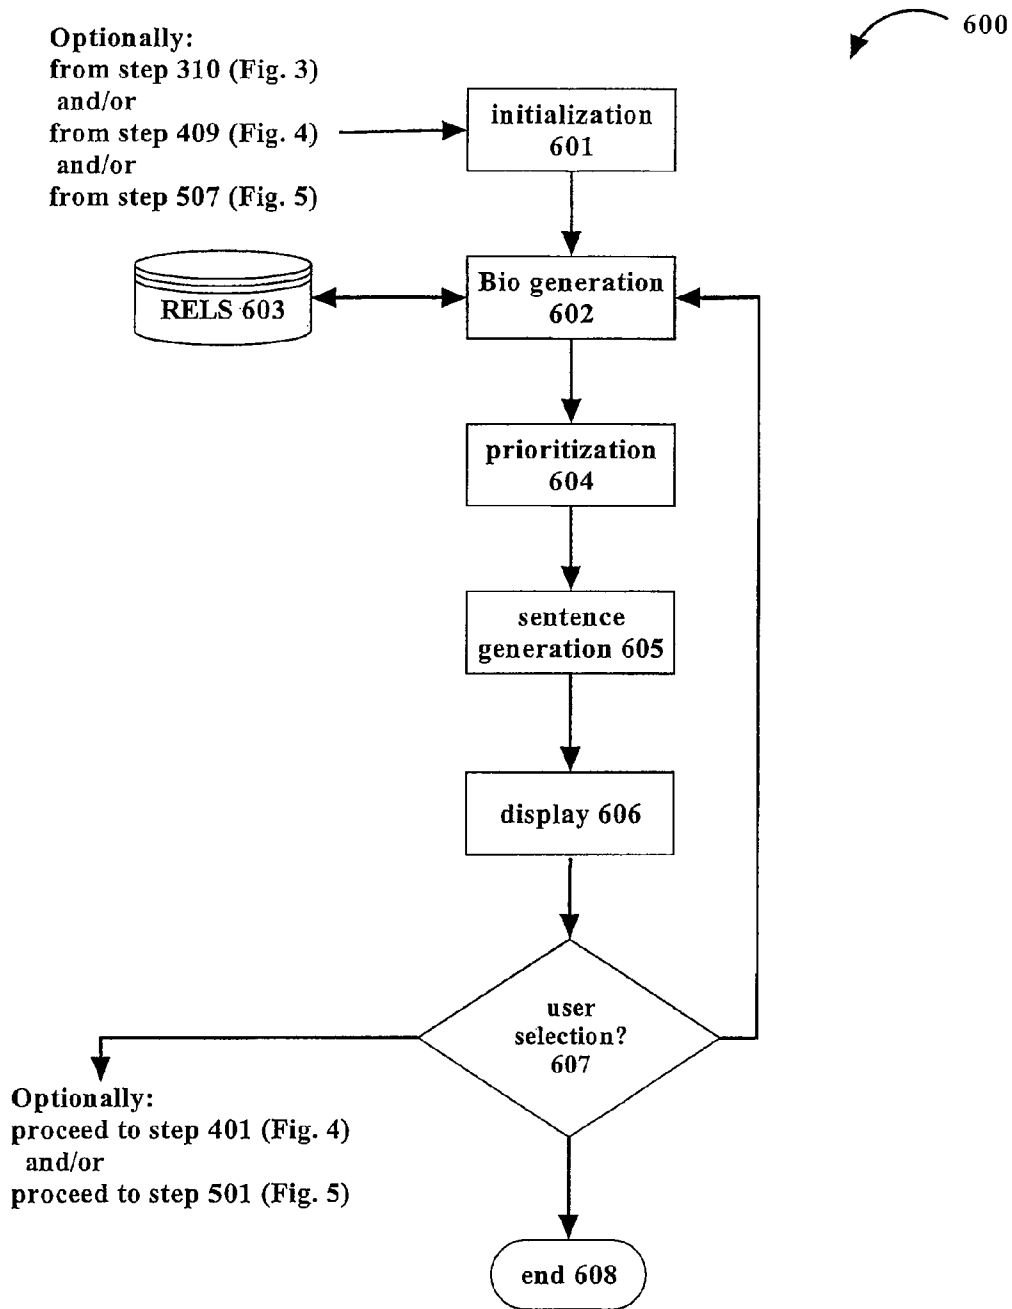 600
Optionally:
from step 310 (Fig. 3)
and/or
from step 409 (Fig. 4)
and/or
from step 507 (Fig. 5)
initialization
601
Bio generation
602
RELS 603
prioritization
604
sentence
generation 605
display 606
user
selection?
607
Optionally:
proceed to step 401 (Fig. 4)
and/or
proceed to step 501 (Fig. 5)
end 608